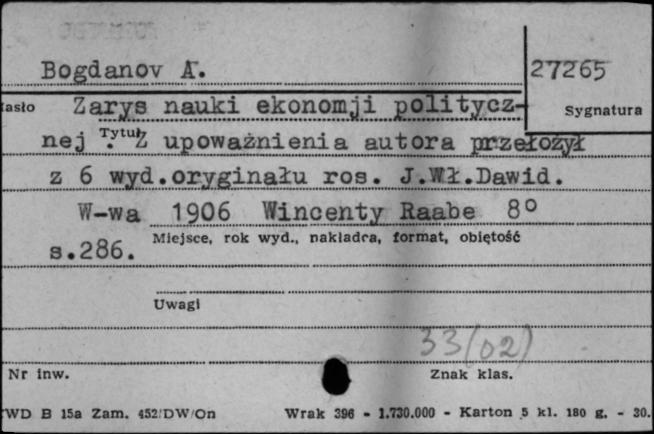 Bogdanov A.
27265
asło Zarys nauki ekonomji politycz-
Sygnatura
nej Tytuł. Z upoważnienia autora przełożył
z 6 wyd.oryginału ros. J.Wł.Dawid.
W-wa 1906 Wincenty Raabe 8°
Miejsce, rok wyd., nakładca, format, objętość
s.286.
Uwagi
33(02)
Nr inw.
Znak klas.
WD B 15a Zam. 452/DW/On Wrak 396 - 1.730.000 - Karton 5 kl. 180 g. - 30.